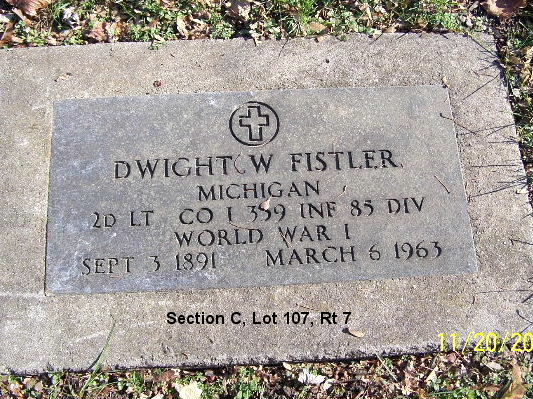 DWIGHT W FISTLER
MICHIGAN
2D LT CO I 359 INF 85 DIV
WORLD WAR I
SEPT 3 1891 MARCH 6 1963
Section C, Lot 107, Rt 7
11/20/20